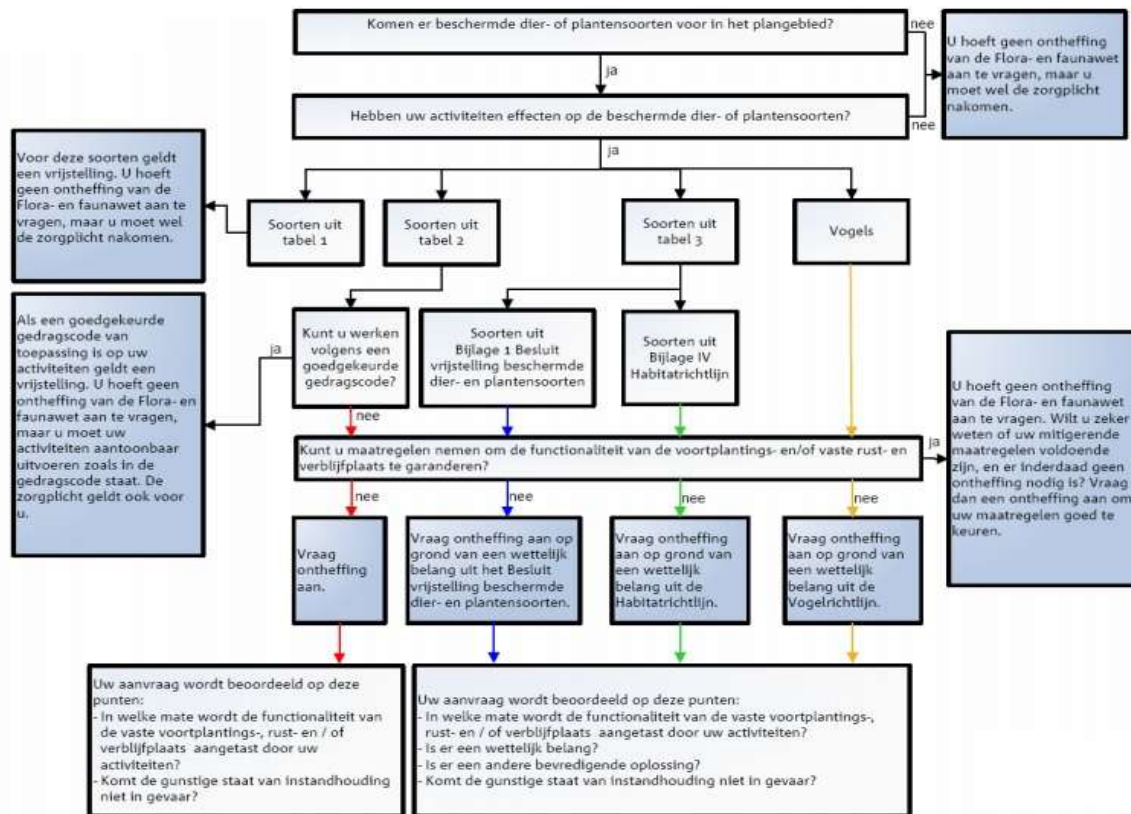 Komen er beschermde dier- of plantensoorten voor in het plangebied?
nee
U hoeft geen ontheffing
van de Flora- en faunawet
aan te vragen, maar u
moet wel de zorgplicht
nakomen.
ja
Hebben uw activiteiten effecten op de beschermde dier- of plantensoorten?
nee
ja
Voor deze soorten geldt
een vrijstelling. U hoeft
geen ontheffing van de
Flora- en faunawet aan te
vragen, maar u moet wel
de zorgplicht nakomen.
Soorten uit
tabel 1
Soorten uit
tabel 2
Soorten uit
tabel 3
Vogels
Als een goedgekeurde
gedragscode van
toepassing is op uw
activiteiten geldt een
vrijstelling. U hoeft geen
ontheffing van de Flora- en
faunawet aan te vragen,
maar u moet uw
activiteiten aantoonbaar
uitvoeren zoals in de
gedragscode staat. De
zorgplicht geldt ook voor
u.
ja
Kunt u werken
volgens een
goedgekeurde
gedragscode?
Soorten uit
Bijlage 1 Besluit
vrijstelling beschermde
dier- en plantensoorten
Soorten uit
Bijlage IV
Habitatrichtlijn
nee
Kunt u maatregelen nemen om de functionaliteit van de voortplantings- en/of vaste rust- en
verblijfplaats te garanderen?
ja
U hoeft geen ontheffing
van de Flora- en faunawet
aan te vragen. Wilt u zeker
weten of uw mitigerende
maatregelen voldoende
zijn, en er inderdaad geen
ontheffing nodig is? Vraag
dan een ontheffing aan om
uw maatregelen goed te
keuren.
nee
nee
nee
nee
Vraag
ontheffing
aan.
Vraag ontheffing aan op
grond van een wettelijk
belang uit het Besluit
vrijstelling beschermde
dier- en plantensoorten.
Vraag ontheffing
aan op grond van
een wettelijk
belang uit de
Habitatrichtlijn.
Vraag ontheffing
aan op grond van
een wettelijk
belang uit de
Vogelrichtlijn.
Uw aanvraag wordt beoordeeld op deze
punten:
- In welke mate wordt de functionaliteit van
de vaste voortplantings-, rust- en / of
verblijfplaats aangetast door uw
activiteiten?
- Komt de gunstige staat van instandhouding
niet in gevaar?
Uw aanvraag wordt beoordeeld op deze punten:
- In welke mate wordt de functionaliteit van de vaste voortplantings-,
rust- en / of verblijfplaats aangetast door uw activiteiten?
- Is er een wettelijk belang?
- Is er een andere bevredigende oplossing?
- Komt de gunstige staat van instandhouding niet in gevaar?